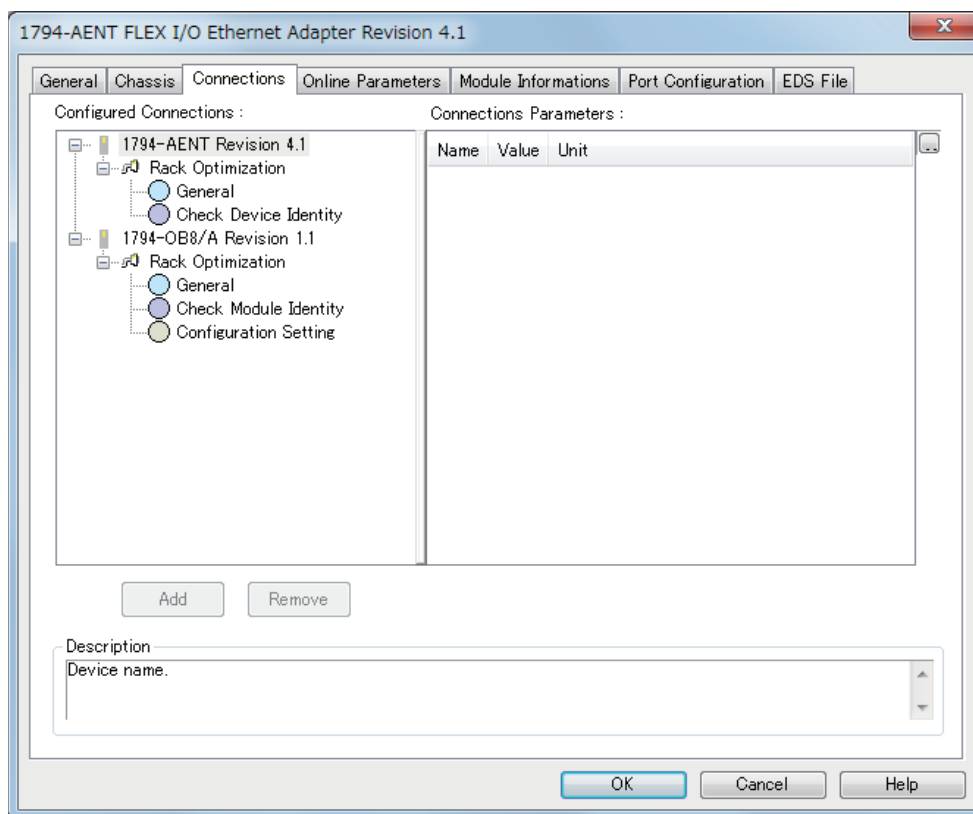 1794-AENT FLEX I/O Ethernet Adapter Revision 4.1
General Chassis Connections Online Parameters Module Informations Port Configuration EDS File
Configured Connections :
1794-AENT Revision 4.1
Rack Optimization
General
Check Device Identity
1794-OB8/A Revision 1.1
Rack Optimization
General
Check Module Identity
Configuration Setting
Connections Parameters :
Name Value Unit
...
Add Remove
Description
Device name.
OK Cancel Help